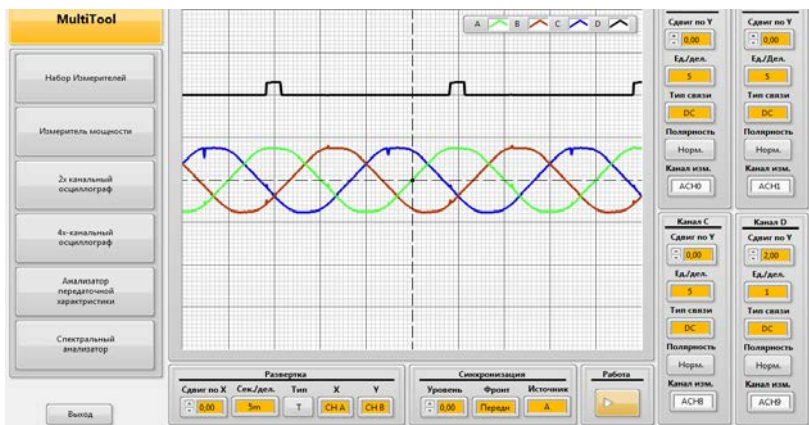 MultiTool
Набор Измерителей
Измеритель мощности
2х канальный
осциллограф
4х-канальный
осциллограф
Анализатор
передаточной
характристики
Спектральный
анализатор
Выход
A B C D
Сдвиг по Y
0,00
Ед./дел.
5
Тип связи
DC
Полярность
Норм.
Канал изм.
ACH0
Сдвиг по Y
0,00
Ед./Дел.
5
Тип связи
DC
Полярность
Норм.
Канал изм.
ACH1
Канал C
Сдвиг по Y
0,00
Ед./дел.
5
Тип связи
DC
Полярность
Норм.
Канал изм.
ACH8
Канал D
Сдвиг по Y
2,00
Ед./дел.
1
Тип связи
DC
Полярность
Норм.
Канал изм.
ACH9
Развертка
Сдвиг по X Сек./дел. Тип X Y
0,00 5m T CH A CH B
Синхронизация
Уровень Фронт Источник
0,00 Передн A
Работа